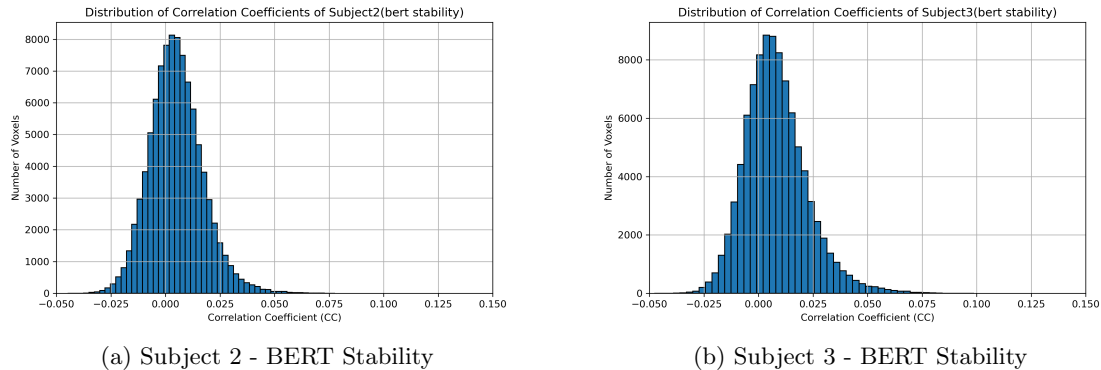 Distribution of Correlation Coefficients of Subject2(bert stability)
Number of Voxels
8000
7000
6000
5000
4000
3000
2000
1000
0
−0.050 −0.025 0.000 0.025 0.050 0.075 0.100 0.125 0.150
Correlation Coefficient (CC)
(a) Subject 2 - BERT Stability
Distribution of Correlation Coefficients of Subject3(bert stability)
Number of Voxels
8000
6000
4000
2000
0
−0.050 −0.025 0.000 0.025 0.050 0.075 0.100 0.125 0.150
Correlation Coefficient (CC)
(b) Subject 3 - BERT Stability